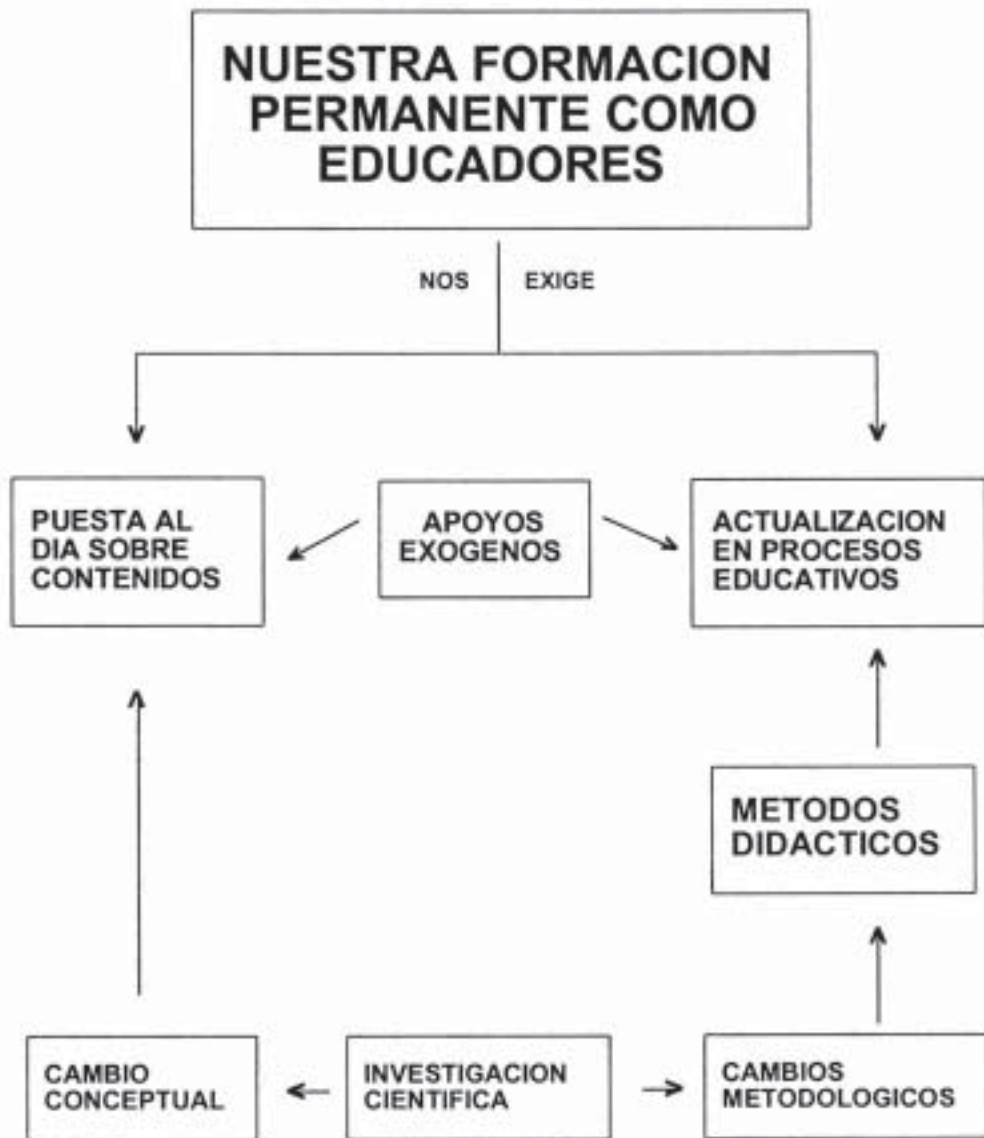 NUESTRA FORMACION
PERMANENTE COMO
EDUCADORES
NOS EXIGE
PUESTA AL
DIA SOBRE
CONTENIDOS
APOYOS
EXOGENOS
ACTUALIZACION
EN PROCESOS
EDUCATIVOS
METODOS
DIDACTICOS
CAMBIO
CONCEPTUAL
INVESTIGACION
CIENTIFICA
CAMBIOS
METODOLOGICOS